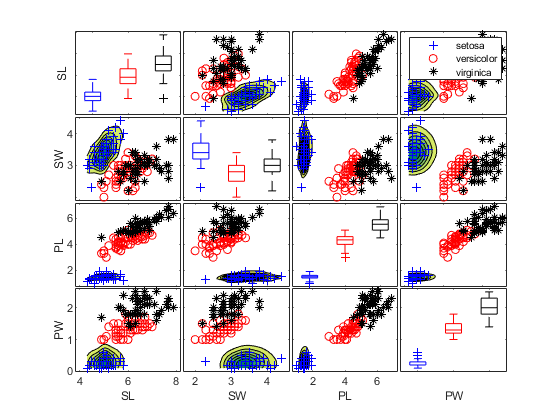 SL
setosa
versicolor
virginica
SW
4
3
PL
6
4
2
PW
2
1
0
4 6 8
2 3 4
2 4 6
SL SW PL PW